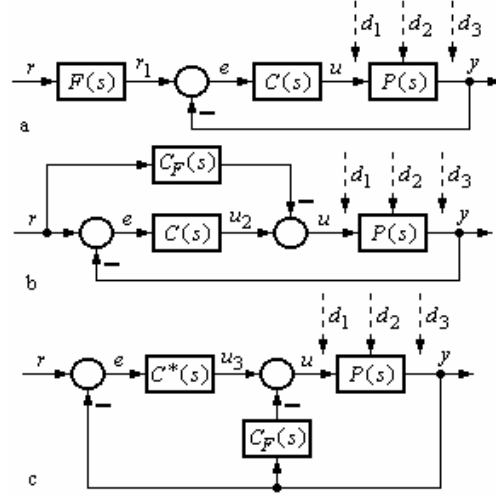 d₁ d₂ d₃
r F(s) r₁ e C(s) u P(s) y
a
C_F(s)
d₁ d₂ d₃
r e C(s) u₂ u P(s) y
b
d₁ d₂ d₃
r e C*(s) u₃ u P(s) y
C_F(s)
c